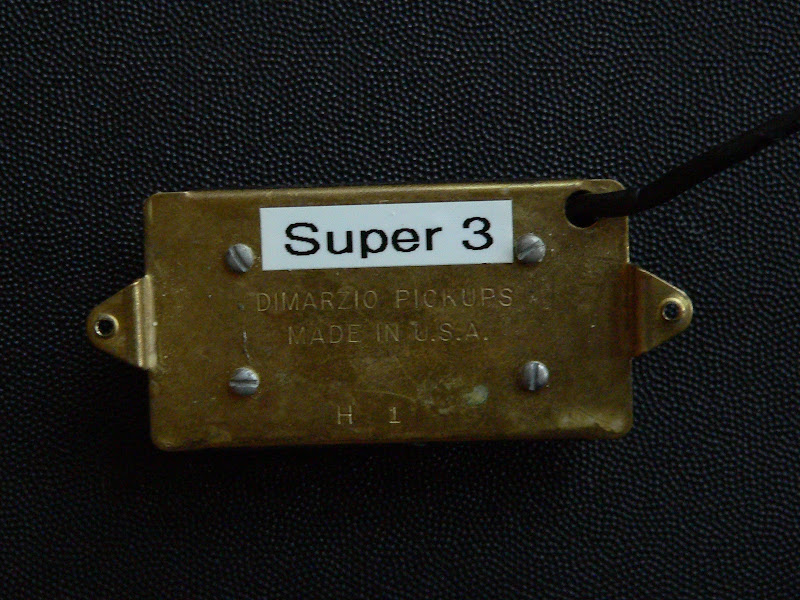 Super 3
DIMARZIO PICKUPS
MADE IN U.S.A.
H 1